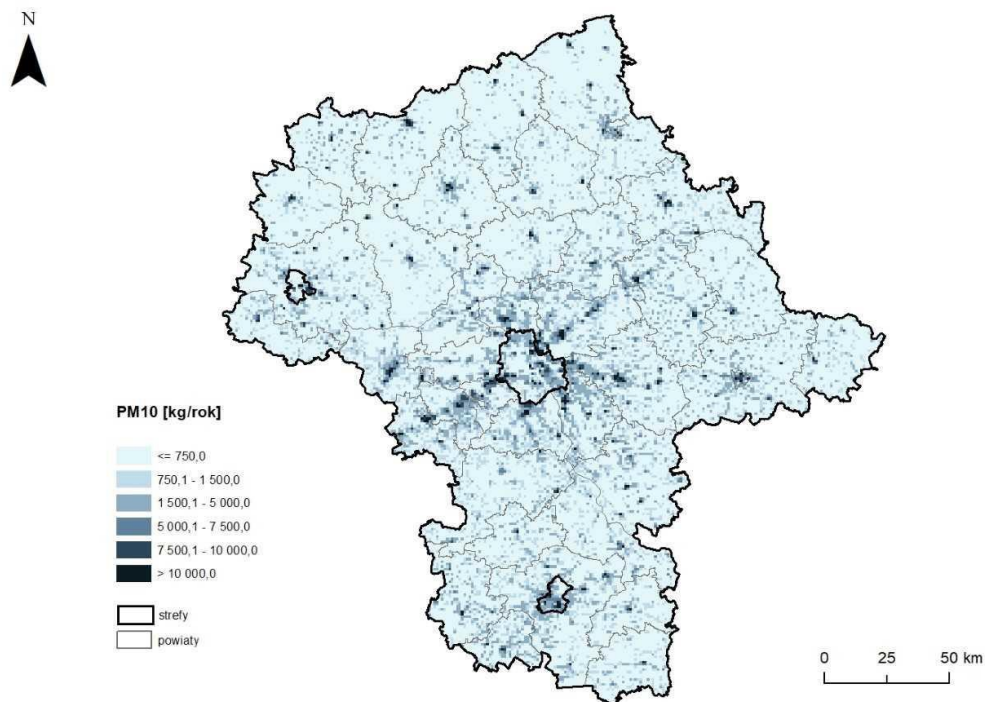 N
PM10 [kg/rok]
<= 750,0
750,1 - 1 500,0
1 500,1 - 5 000,0
5 000,1 - 7 500,0
7 500,1 - 10 000,0
> 10 000,0
strefy
powiaty
0 25 50 km